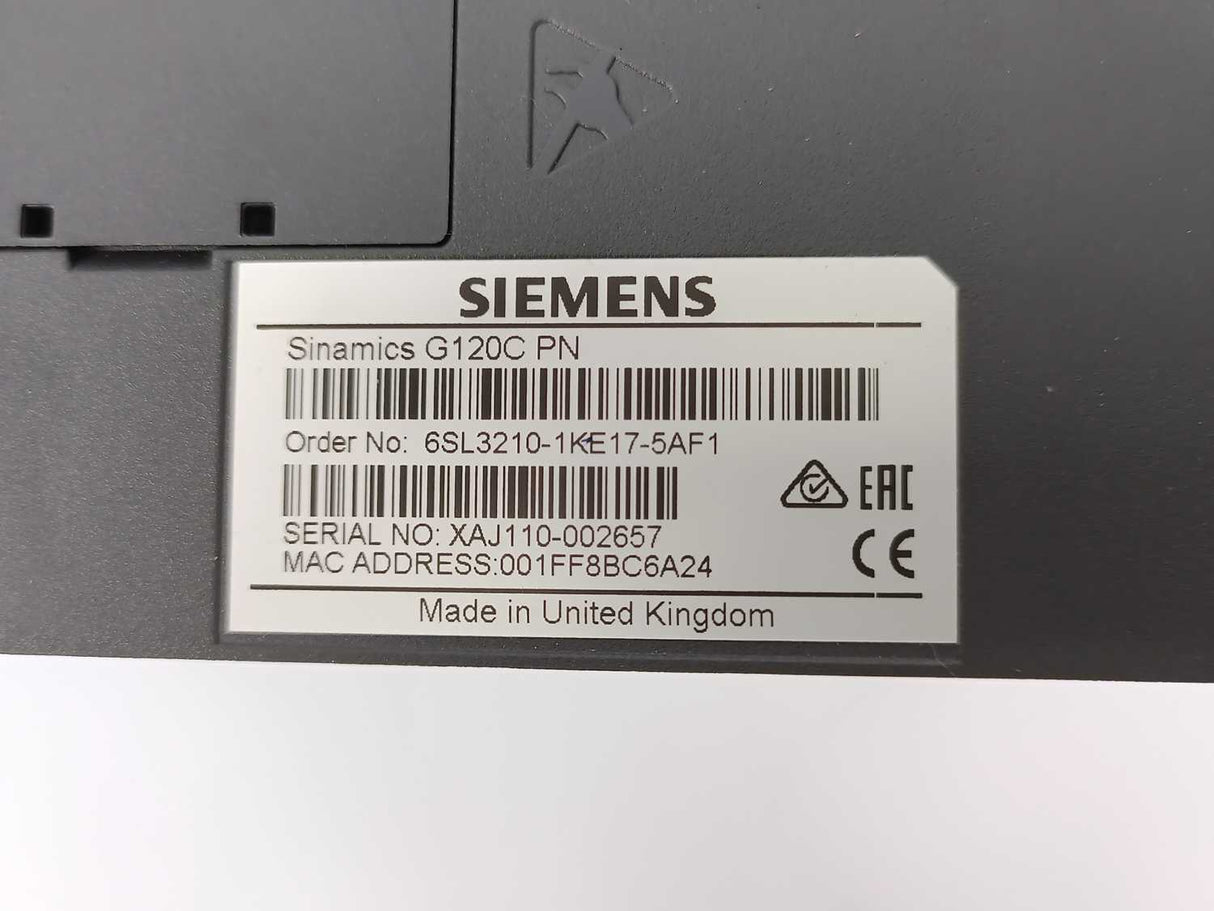 SIEMENS
Sinamics G120C PN
Order No: 6SL3210-1KE17-5AF1
SERIAL NO: XAJ110-002657
MAC ADDRESS:001FF8BC6A24
EAC
CE
Made in United Kingdom